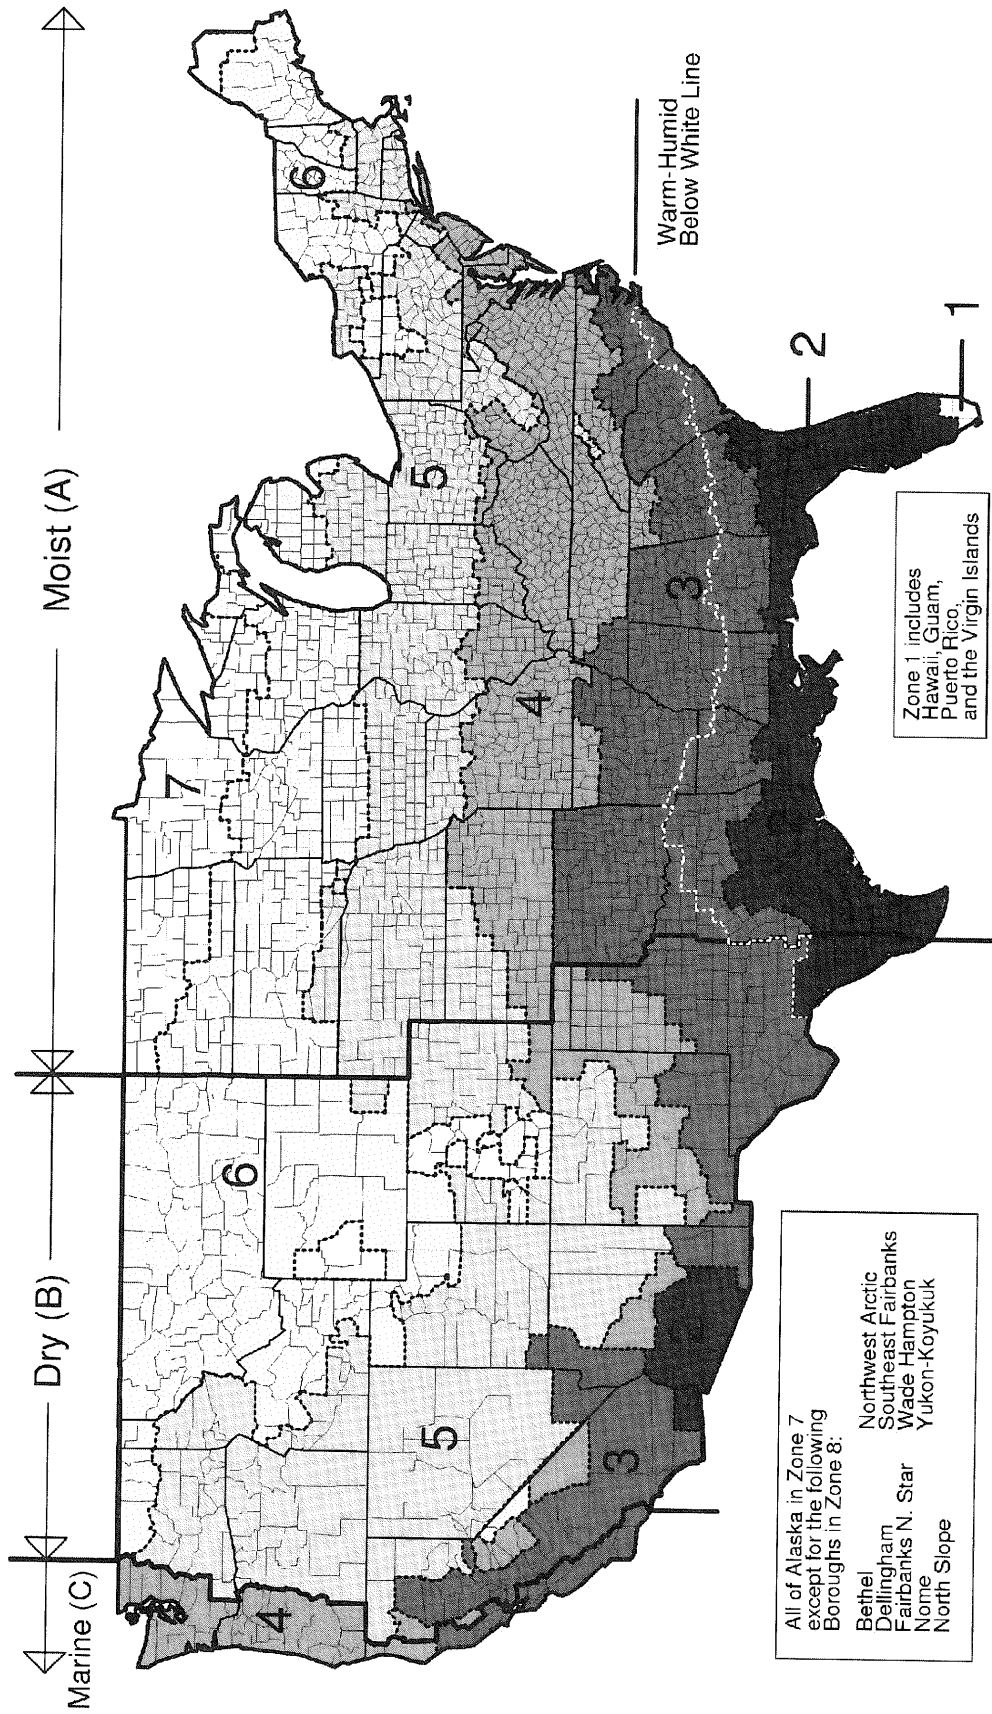 Marine (C)
Dry (B)
Moist (A)
7
6
6
5
5
4
4
3
3
2
2
2
1
Warm-Humid
Below White Line
All of Alaska in Zone 7
except for the following
Boroughs in Zone 8:
Bethel
Dellingham
Fairbanks N. Star
Nome
North Slope
Northwest Arctic
Southeast Fairbanks
Wade Hampton
Yukon-Koyukuk
Zone 1 includes
Hawaii, Guam,
Puerto Rico,
and the Virgin Islands